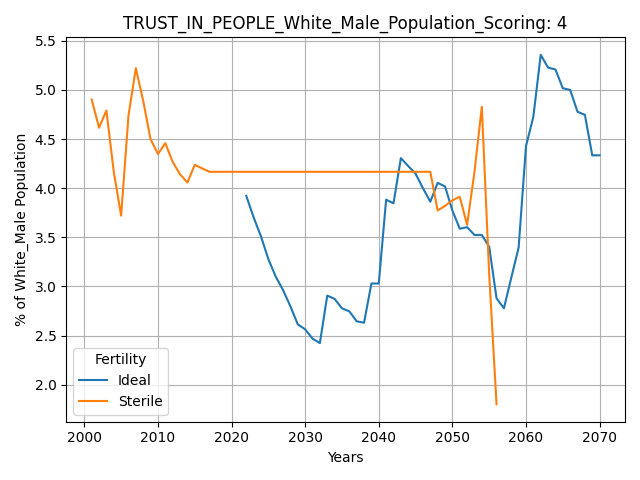 TRUST_IN_PEOPLE_White_Male_Population_Scoring: 4
% of White_Male Population
5.5
5.0
4.5
4.0
3.5
3.0
2.5
2.0
Fertility
Ideal
Sterile
2000 2010 2020 2030 2040 2050 2060 2070
Years